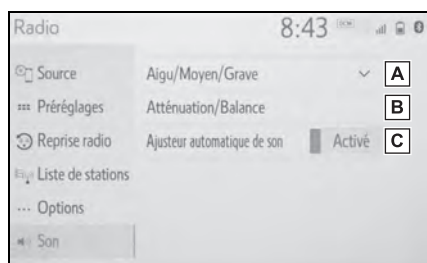 Radio
8:43
DCM
Source
Aigu/Moyen/Grave
A
Préréglages
Atténuation/Balance
B
Reprise radio
Ajusteur automatique de son
Activé
C
Liste de stations
Options
Son